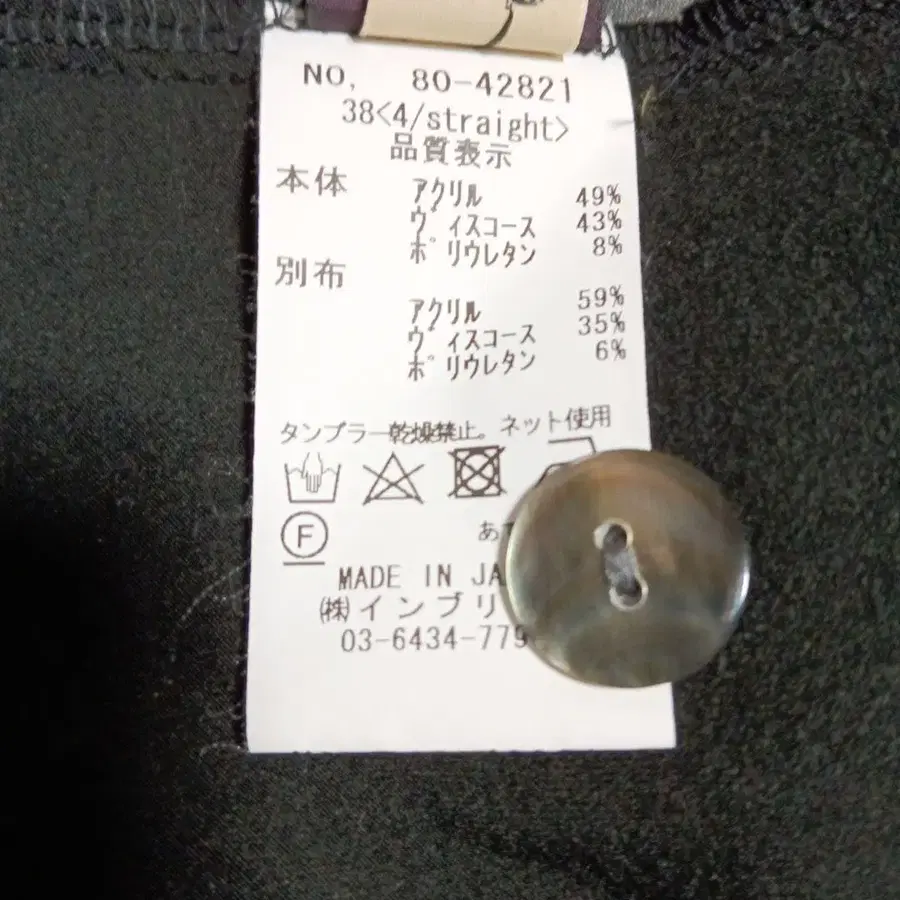 NO, 80-42821
38<4/straight>
品質表示
本体 アクリル 49%
ヴィスコース 43%
ポリウレタン 8%
別布
アクリル 59%
ヴィスコース 35%
ポリウレタン 6%
タンブラー乾燥禁止。ネット使用
F
MADE IN JA
㈱インブリ
03-6434-779